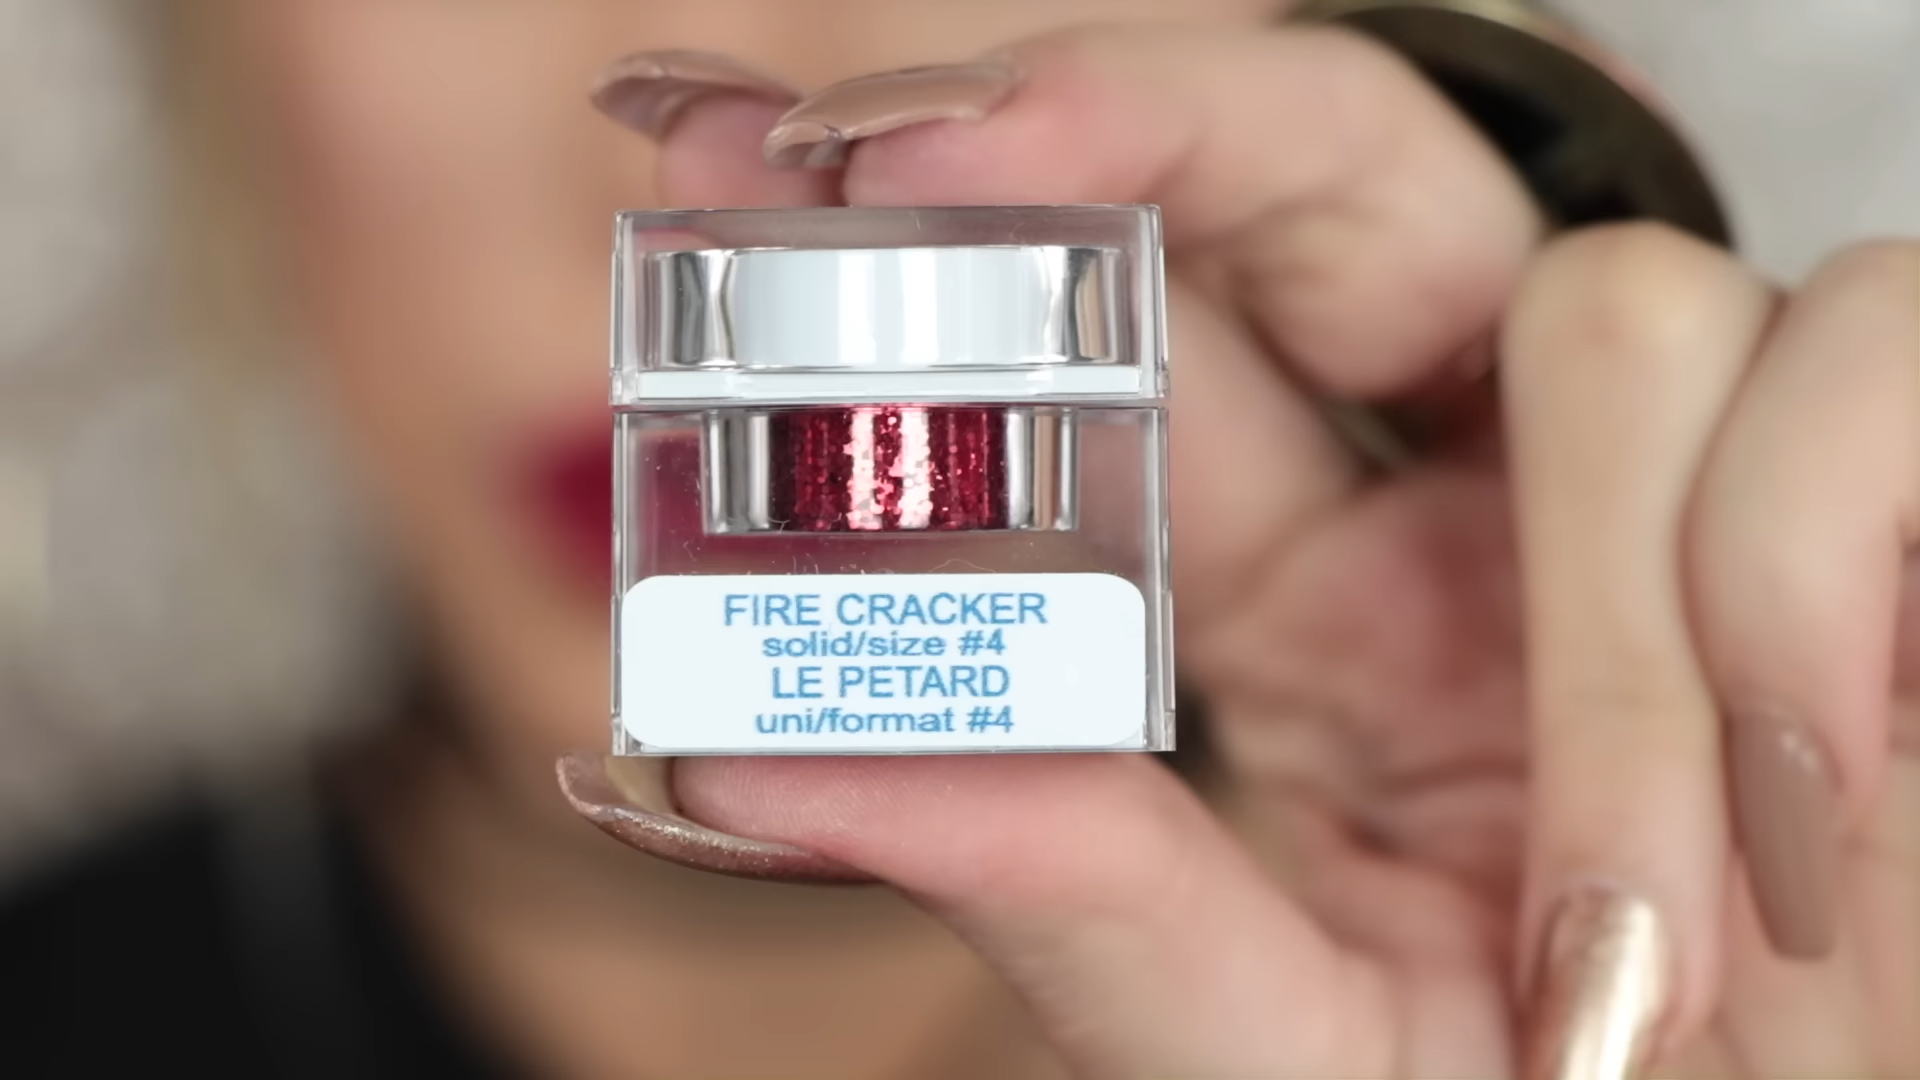 FIRE CRACKER
solid/size #4
LE PETARD
uni/format #4